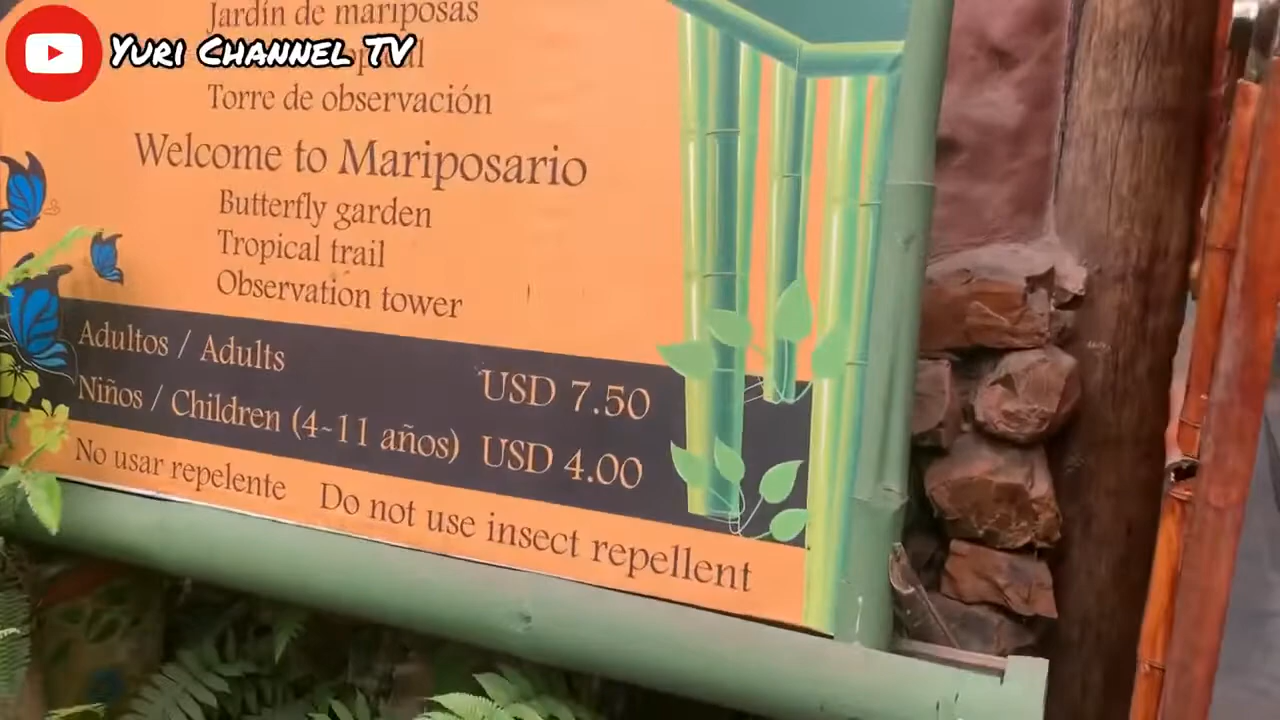 Yuri Channel TV
Jardín de mariposas
Torre de observación
Welcome to Mariposario
Butterfly garden
Tropical trail
Observation tower
Adultos / Adults USD 7.50
Niños / Children (4-11 años) USD 4.00
No usar repelente Do not use insect repellent